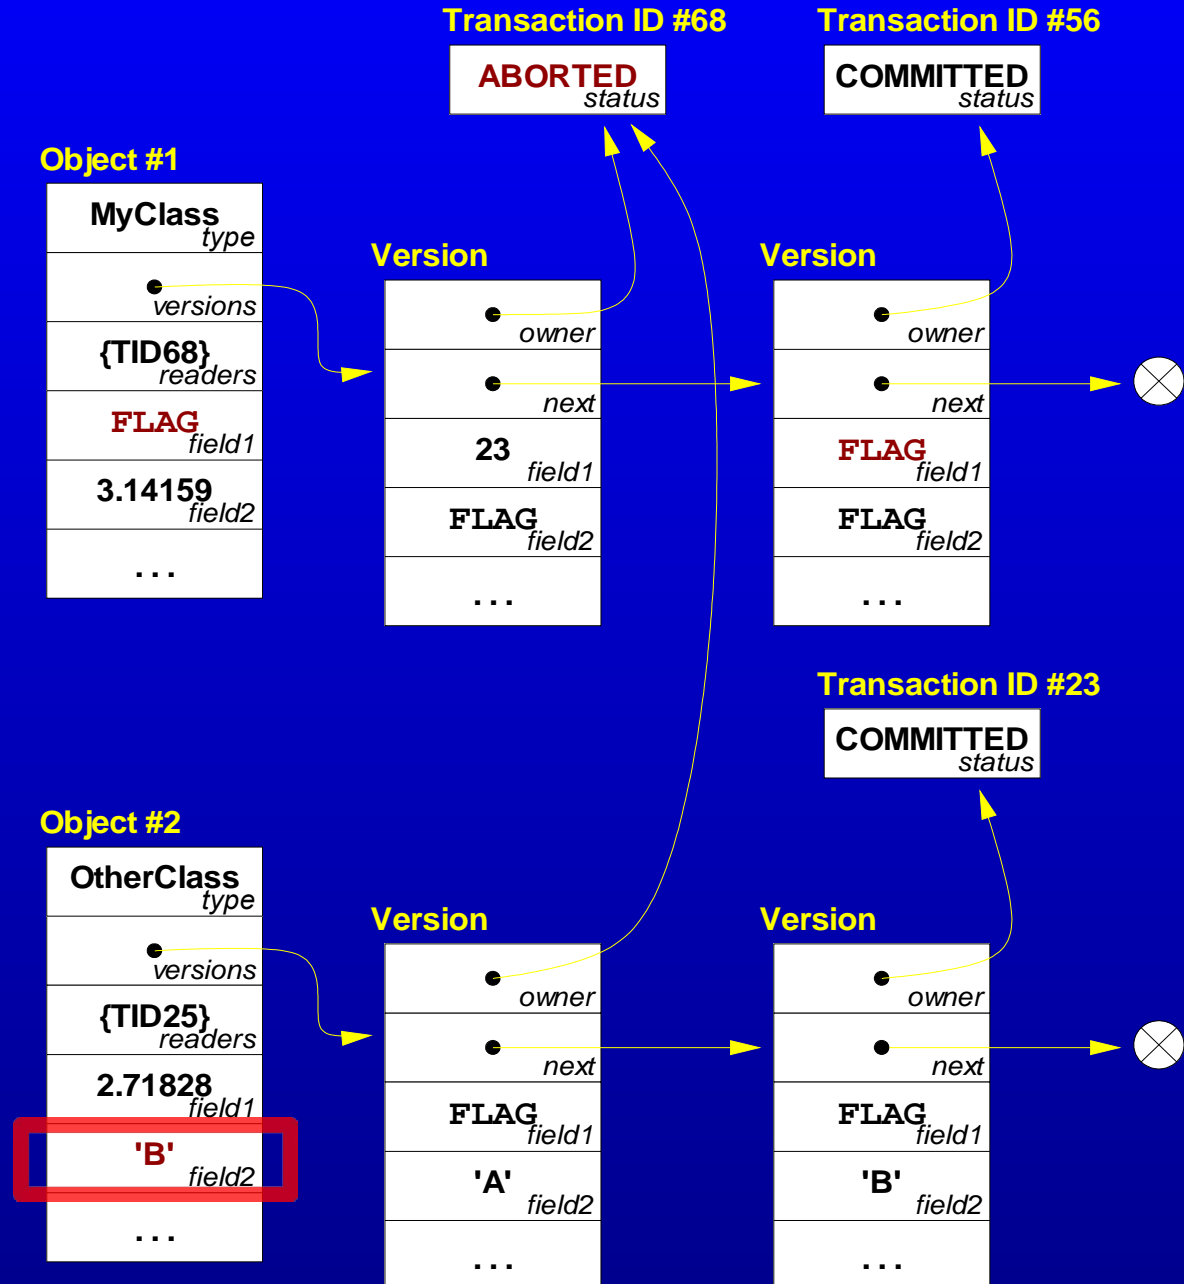 Transaction ID #68
ABORTED
status
Transaction ID #56
COMMITTED
status
Object #1
MyClass
type
versions
{TID68}
readers
FLAG
field1
3.14159
field2
. . .
Version
owner
next
23
field1
FLAG
field2
. . .
Version
owner
next
FLAG
field1
FLAG
field2
. . .
Transaction ID #23
COMMITTED
status
Object #2
OtherClass
type
versions
{TID25}
readers
2.71828
field1
'B'
field2
. . .
Version
owner
next
FLAG
field1
'A'
field2
. . .
Version
owner
next
FLAG
field1
'B'
field2
. . .